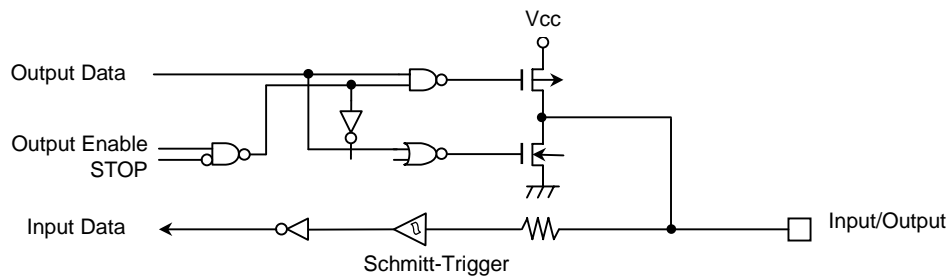 Vcc
Output Data
Output Enable
STOP
Input Data
Input/Output
Schmitt-Trigger